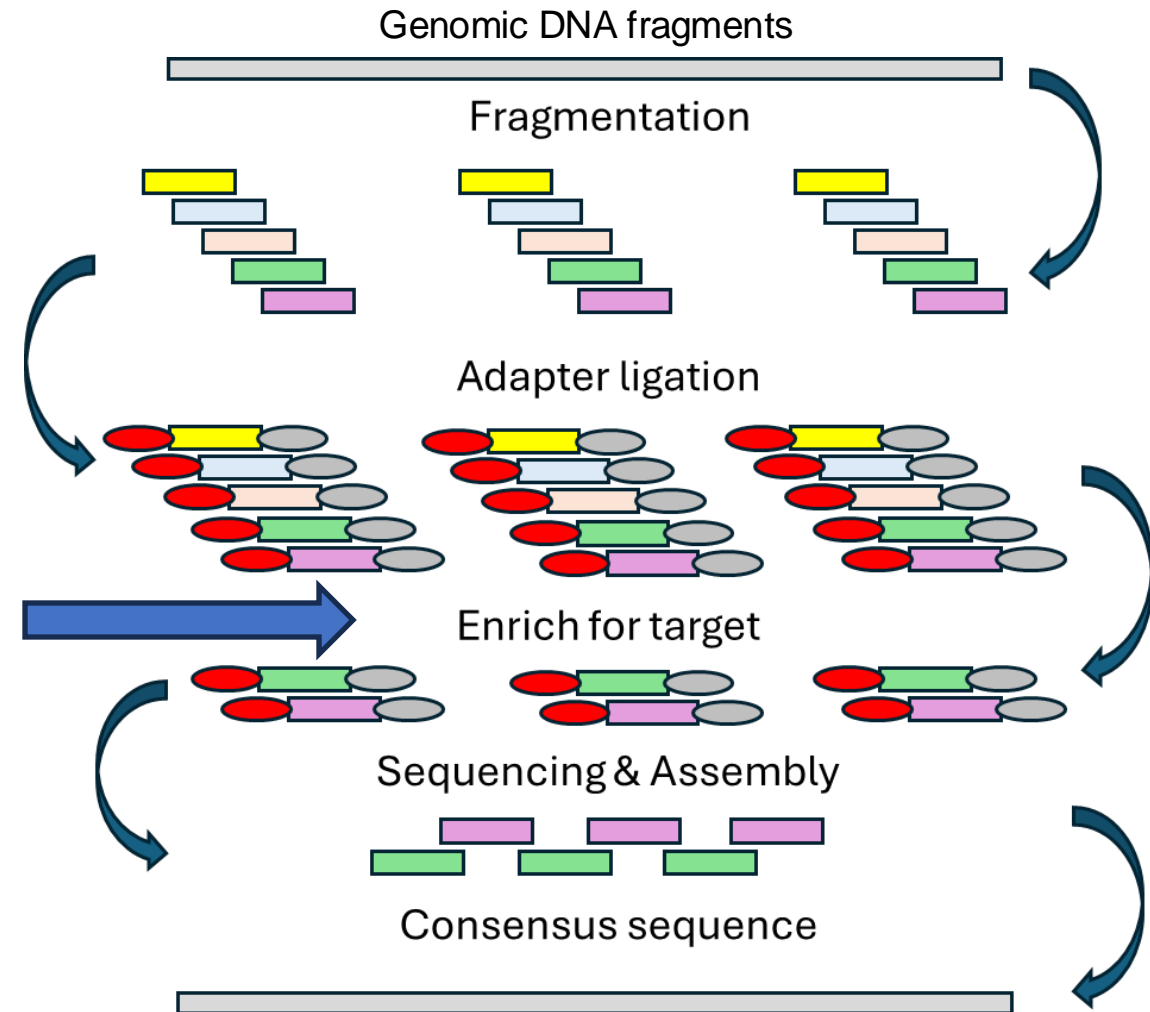 Genomic DNA fragments
Fragmentation
Adapter ligation
Enrich for target
Sequencing & Assembly
Consensus sequence